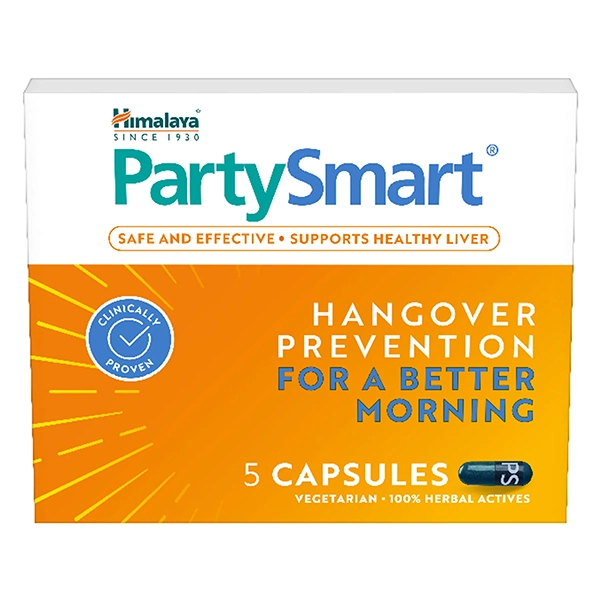 Himalaya
SINCE 1930
PartySmart®
SAFE AND EFFECTIVE • SUPPORTS HEALTHY LIVER
CLINICALLY
PROVEN
HANGOVER
PREVENTION
FOR A BETTER
MORNING
5 CAPSULES
PS
VEGETARIAN • 100% HERBAL ACTIVES